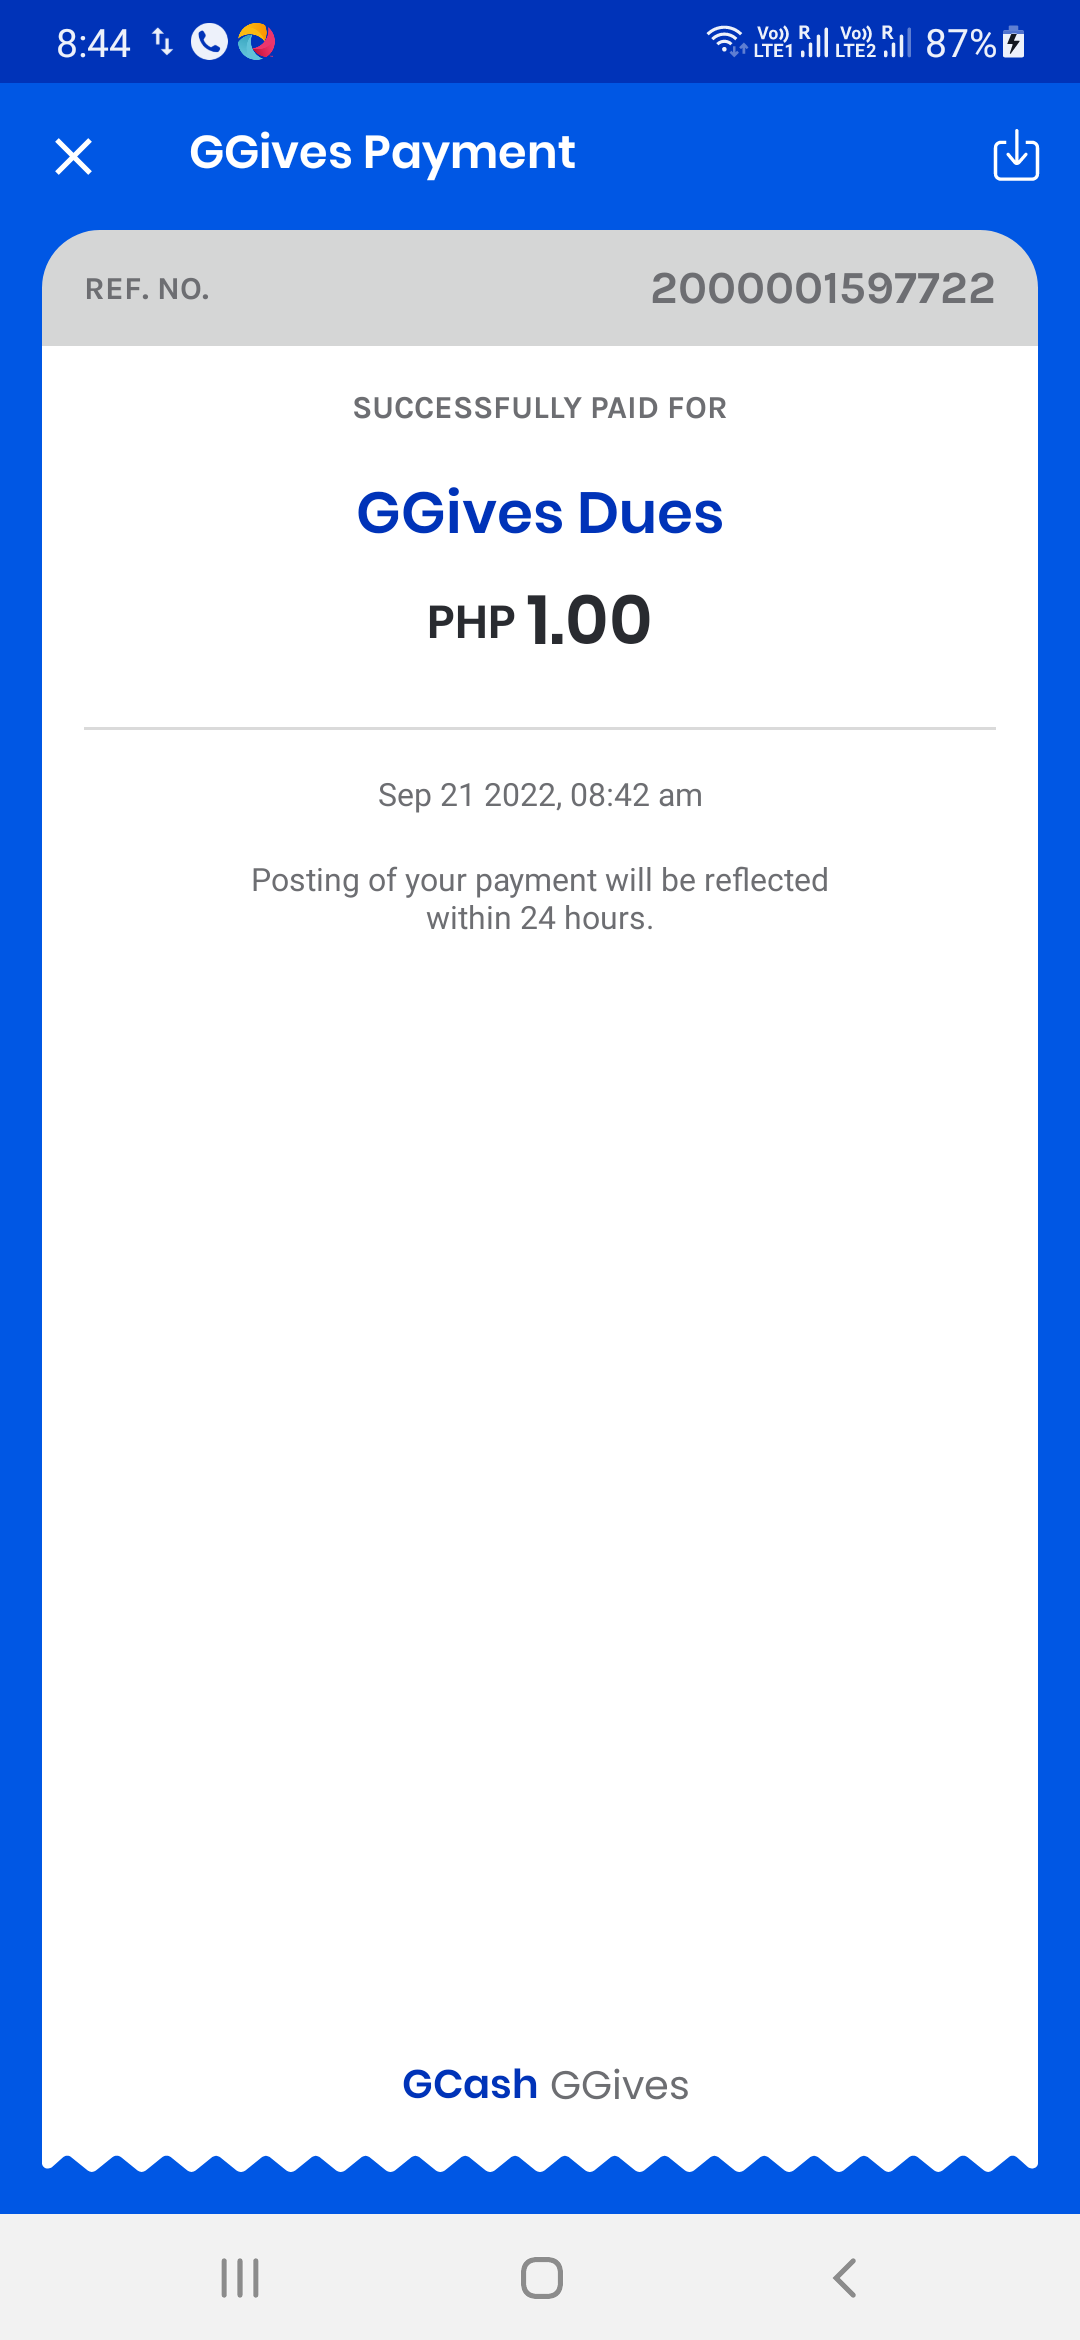 8:44 Vo)) R Vo)) R 87%
LTE1 LTE2
GGives Payment
REF. NO. 2000001597722
SUCCESSFULLY PAID FOR
GGives Dues
PHP 1.00
Sep 21 2022, 08:42 am
Posting of your payment will be reflected
within 24 hours.
GCash GGives